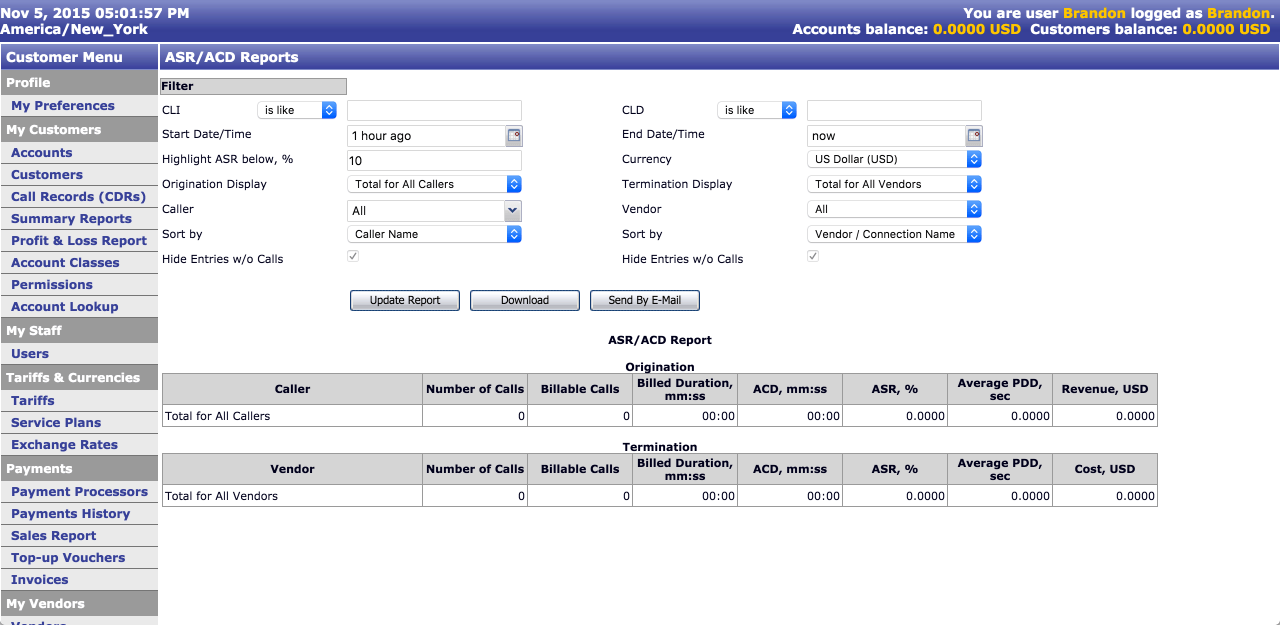 Nov 5, 2015 05:01:57 PM
America/New_York
You are user Brandon logged as Brandon.
Accounts balance: 0.0000 USD Customers balance: 0.0000 USD
Customer Menu
Profile
My Preferences
My Customers
Accounts
Customers
Call Records (CDRs)
Summary Reports
Profit & Loss Report
Account Classes
Permissions
Account Lookup
My Staff
Users
Tariffs & Currencies
Tariffs
Service Plans
Exchange Rates
Payments
Payment Processors
Payments History
Sales Report
Top-up Vouchers
Invoices
My Vendors
Vendors
ASR/ACD Reports
Filter
CLI is like CLD is like
Start Date/Time 1 hour ago End Date/Time now
Highlight ASR below, % 10 Currency US Dollar (USD)
Origination Display Total for All Callers Termination Display Total for All Vendors
Caller All Vendor All
Sort by Caller Name Sort by Vendor / Connection Name
Hide Entries w/o Calls Hide Entries w/o Calls
Update Report Download Send By E-Mail
ASR/ACD Report
Origination
Caller Number of Calls Billable Calls Billed Duration, mm:ss ACD, mm:ss ASR, % Average PDD, sec Revenue, USD
Total for All Callers 0 0 00:00 00:00 0.0000 0.0000 0.0000
Termination
Vendor Number of Calls Billable Calls Billed Duration, mm:ss ACD, mm:ss ASR, % Average PDD, sec Cost, USD
Total for All Vendors 0 0 00:00 00:00 0.0000 0.0000 0.0000